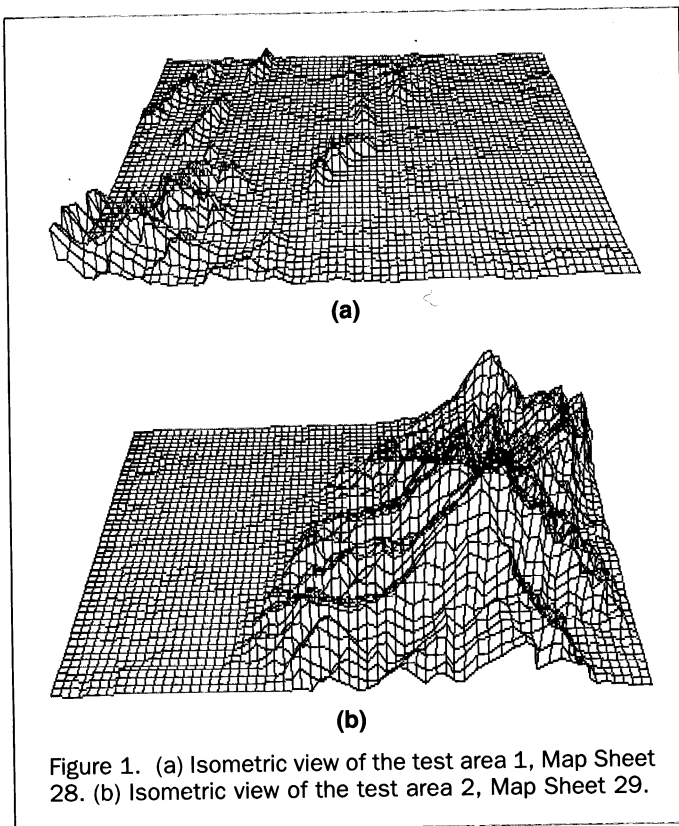 (a)
(b)
Figure 1. (a) Isometric view of the test area 1, Map Sheet
28. (b) Isometric view of the test area 2, Map Sheet 29.